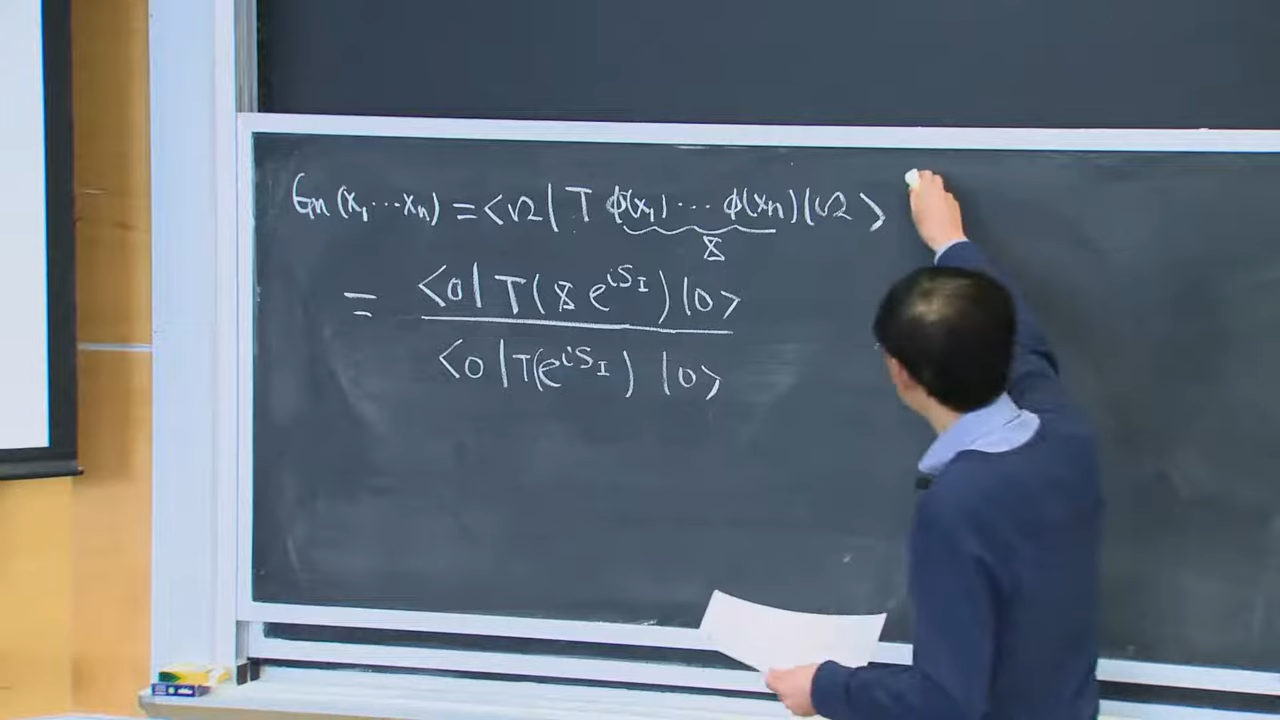 Gn (x₁ ⋯ xn) = <Ω| T ϕ(x₁) ⋯ ϕ(xn) |Ω>
X
= <0| T(X e^{iS_I}) |0>
<0| T(e^{iS_I}) |0>